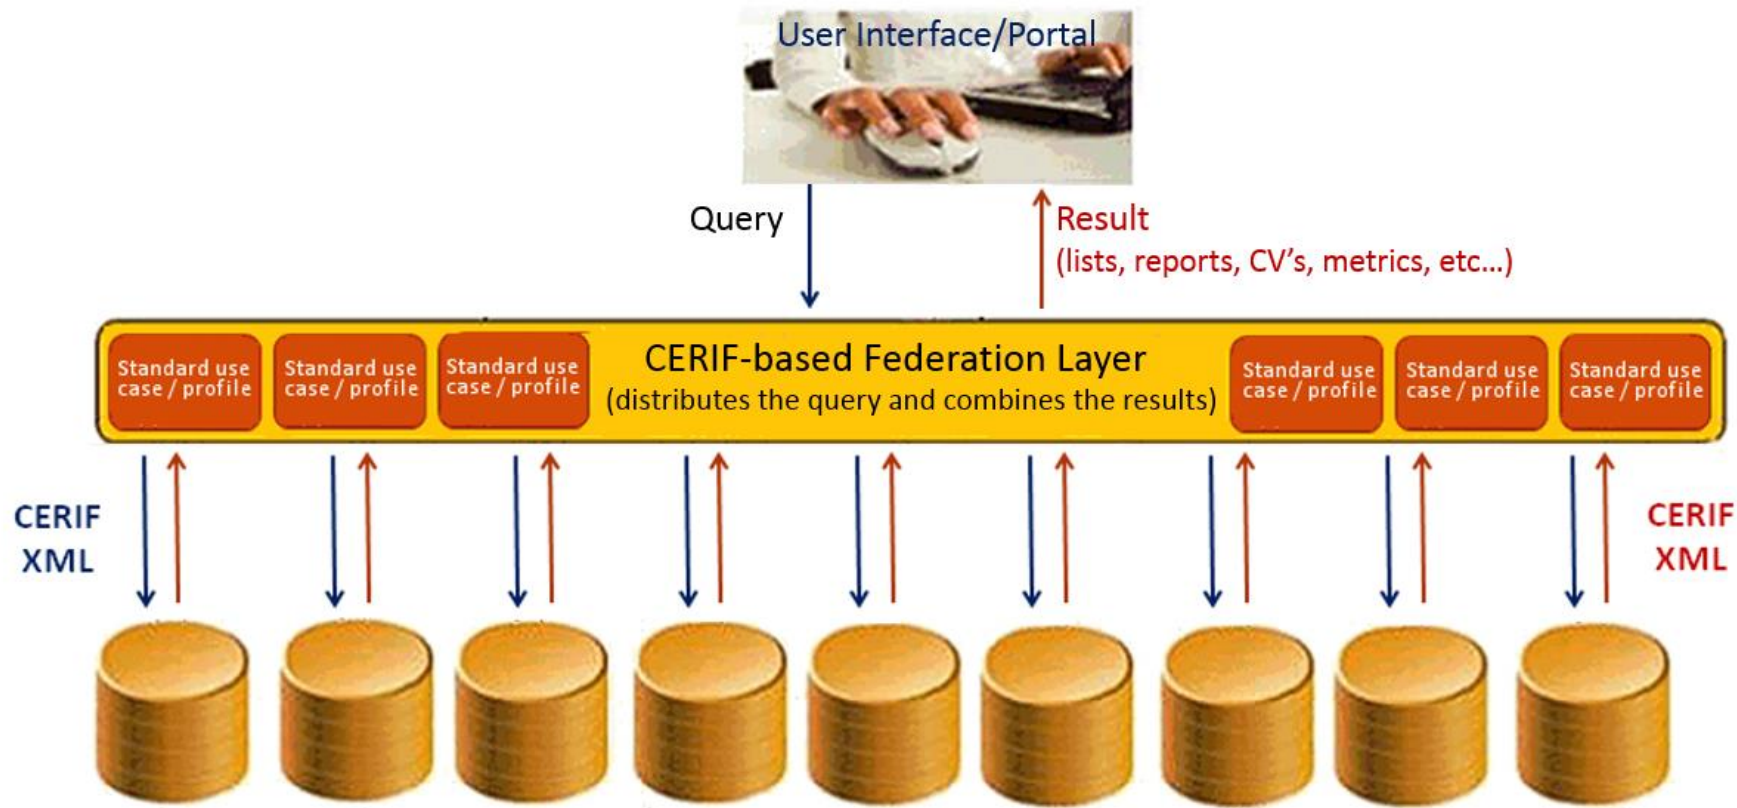 User Interface/Portal
Query
Result
(lists, reports, CV's, metrics, etc...)
Standard use
case / profile
Standard use
case / profile
Standard use
case / profile
CERIF-based Federation Layer
(distributes the query and combines the results)
Standard use
case / profile
Standard use
case / profile
Standard use
case / profile
CERIF
XML
CERIF
XML